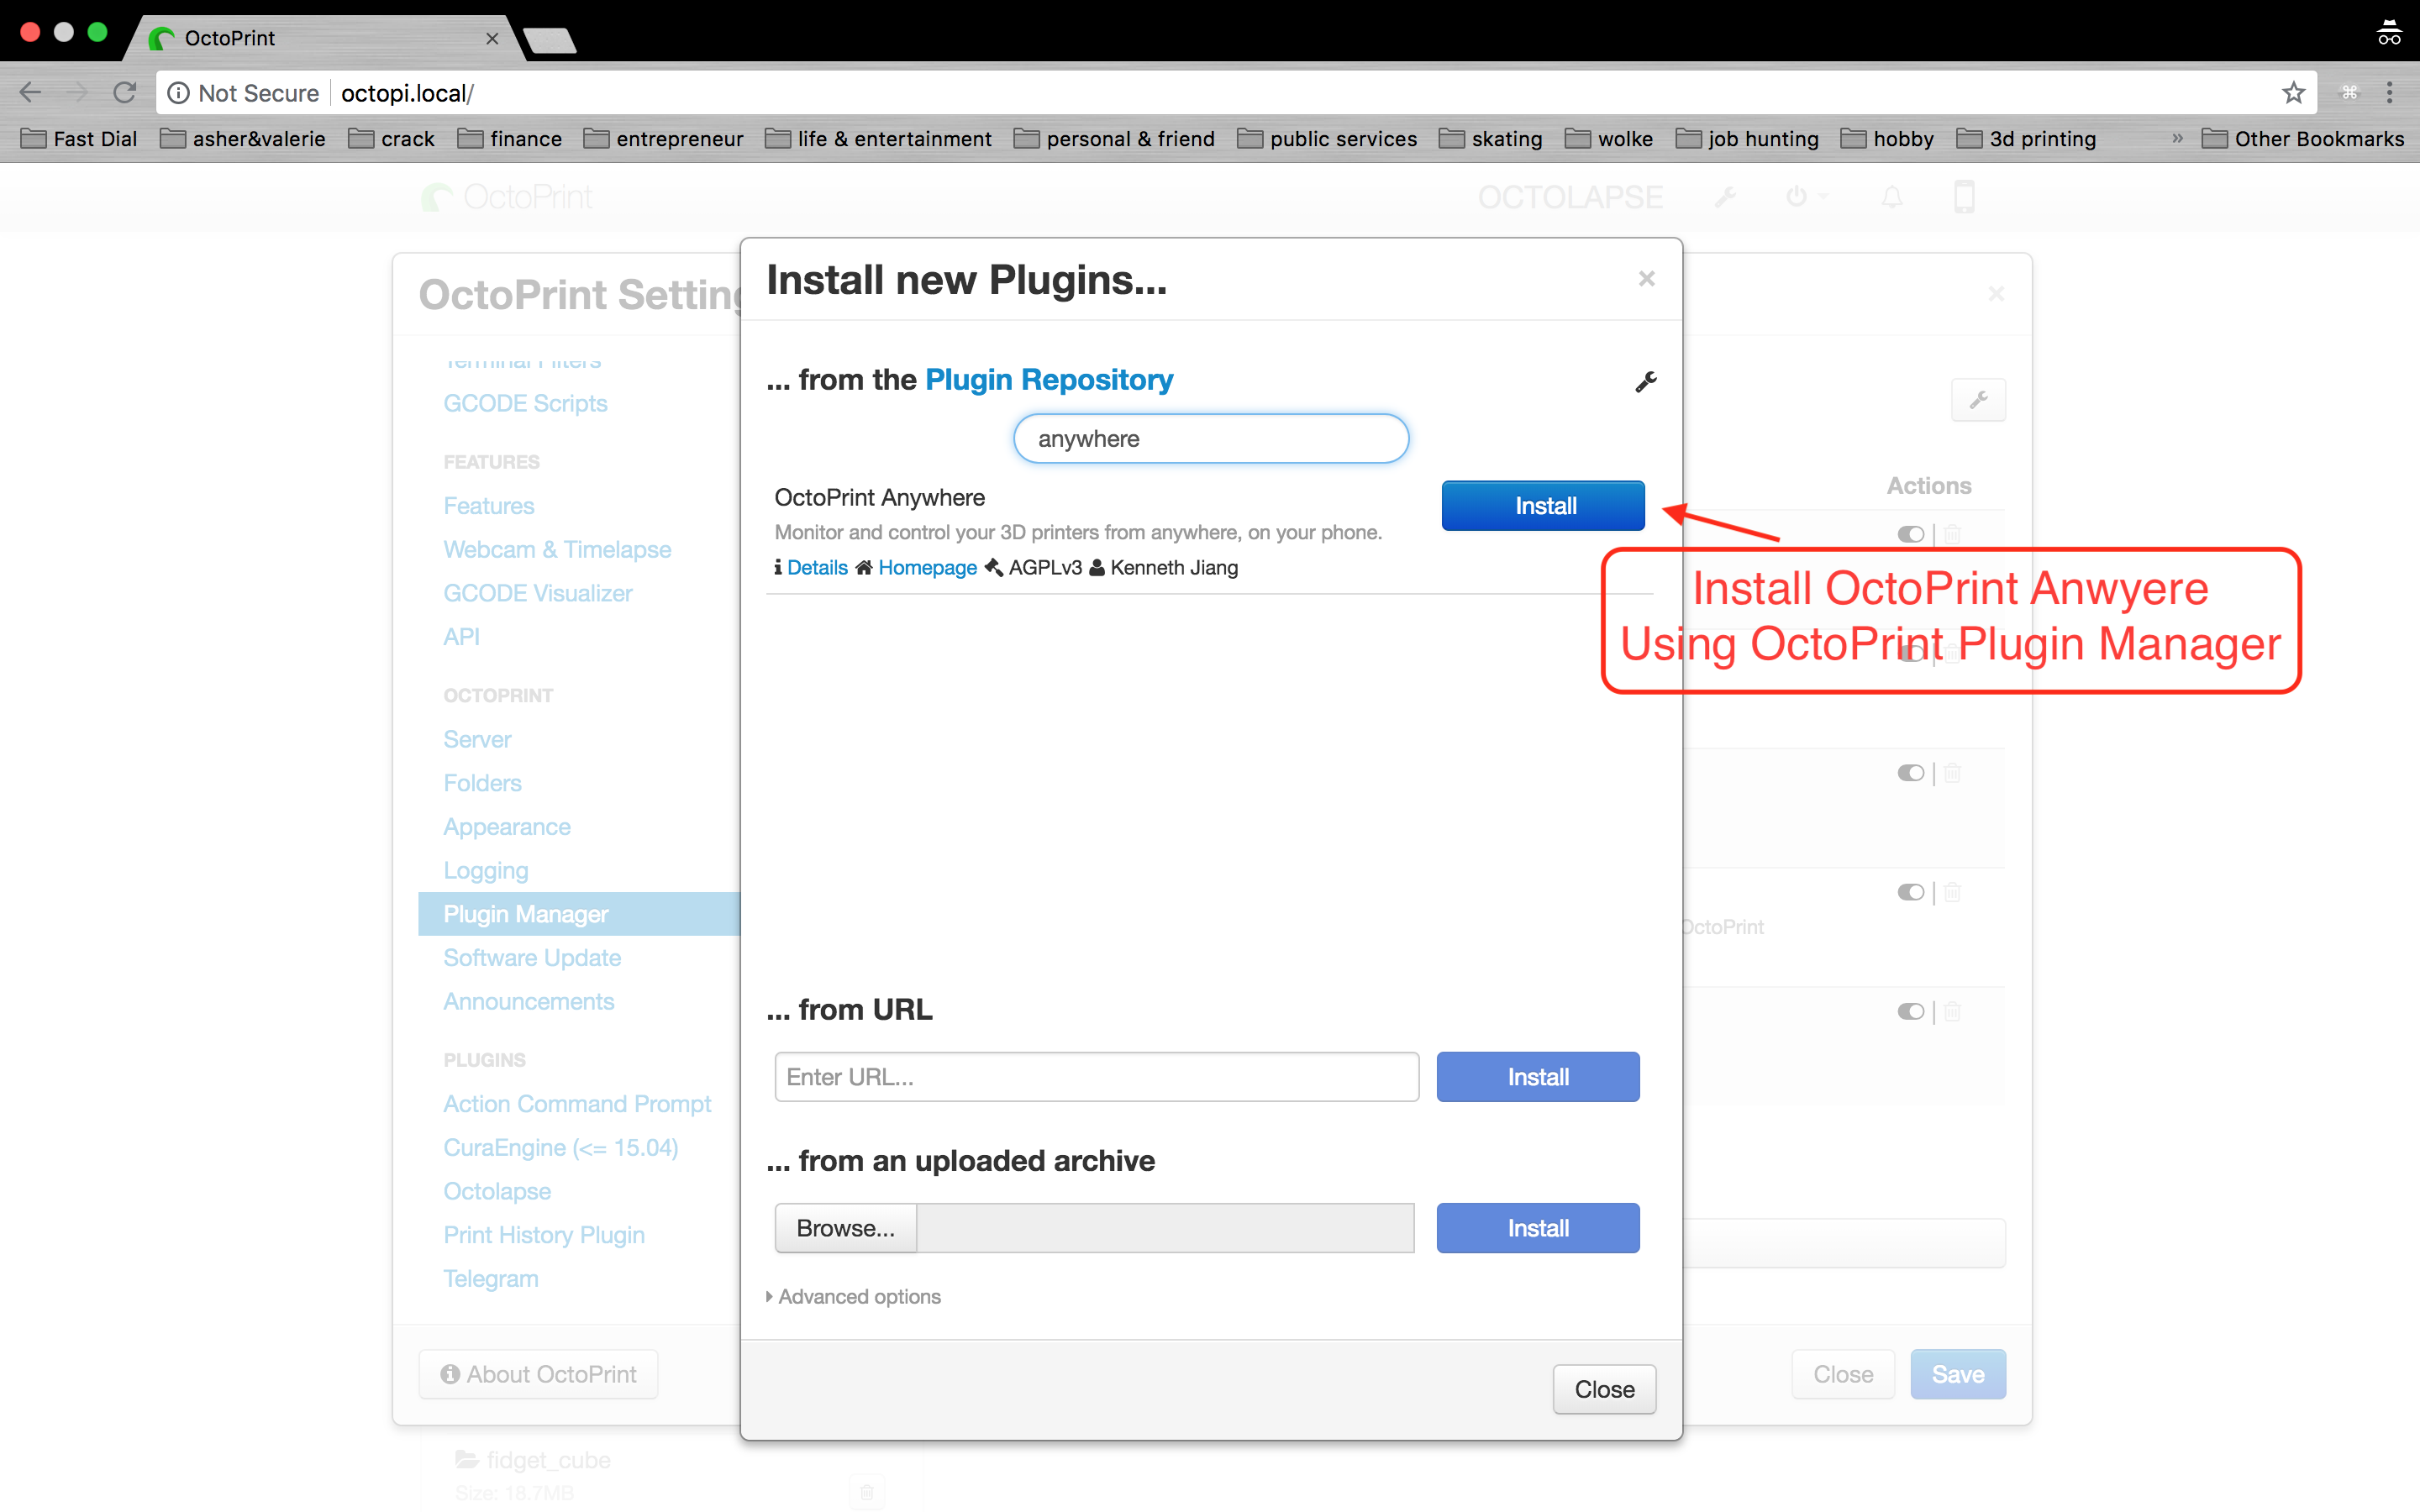 OctoPrint
Not Secure octopi.local/
Fast Dial asher&valerie crack finance entrepreneur life & entertainment personal & friend public services skating wolke job hunting hobby 3d printing » Other Bookmarks
OctoPrint OCTOLAPSE
OctoPrint Setting
Install new Plugins...
Terminal Filters
GCODE Scripts
FEATURES
Features
Webcam & Timelapse
GCODE Visualizer
API
OCTOPRINT
Server
Folders
Appearance
Logging
Plugin Manager
Software Update
Announcements
PLUGINS
Action Command Prompt
CuraEngine (<= 15.04)
Octolapse
Print History Plugin
Telegram
About OctoPrint
... from the Plugin Repository
anywhere
OctoPrint Anywhere
Install
Monitor and control your 3D printers from anywhere, on your phone.
Details Homepage AGPLv3 Kenneth Jiang
... from URL
Enter URL...
Install
... from an uploaded archive
Browse...
Install
Advanced options
Close
Actions
Install OctoPrint Anwyere
Using OctoPrint Plugin Manager
OctoPrint
Close
Save
fidget_cube
Size: 18.7MB